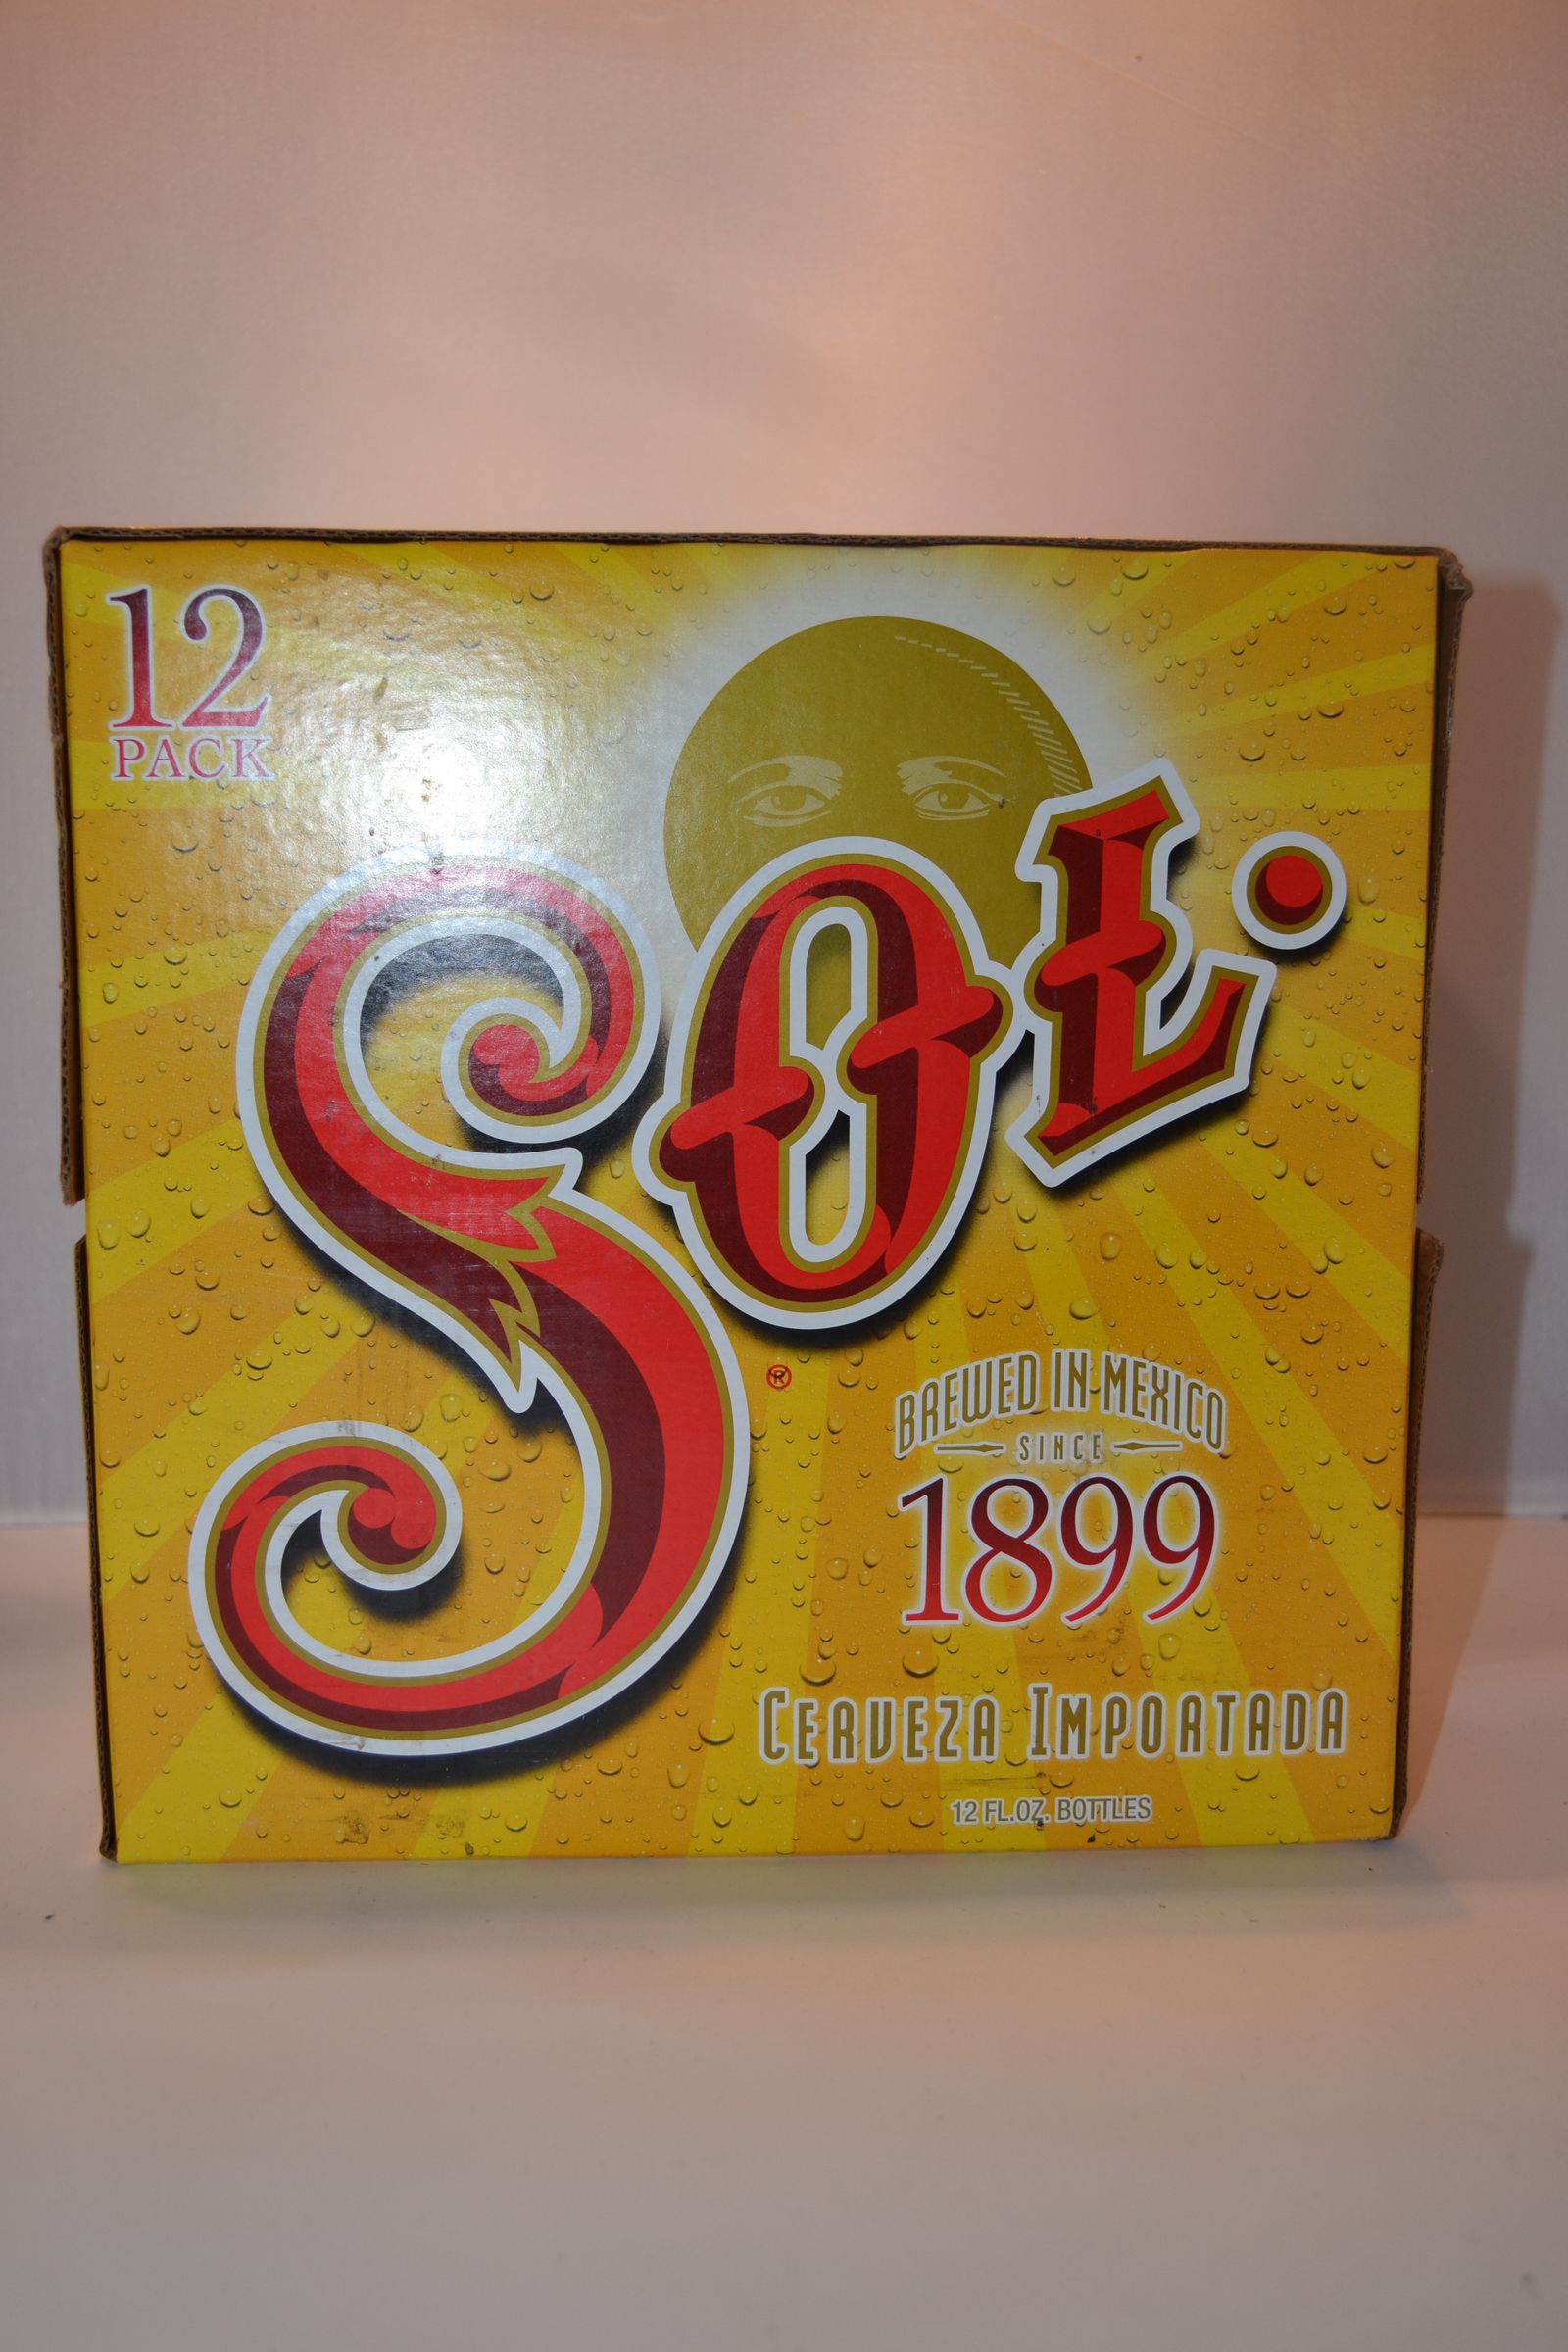 12
PACK
SOL.
®
BREWED IN MEXICO
SINCE
1899
CERVEZA IMPORTADA
12 FL.OZ. BOTTLES